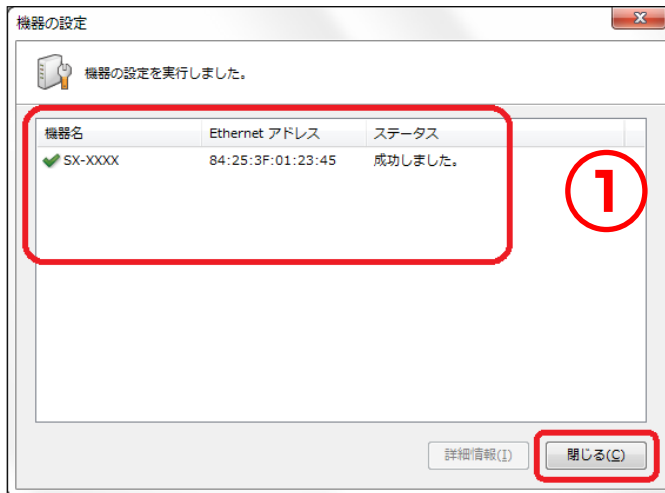 機器の設定
機器の設定を実行しました。
機器名 Ethernet アドレス ステータス
SX-XXXX 84:25:3F:01:23:45 成功しました。
①
詳細情報(I) 閉じる(C)